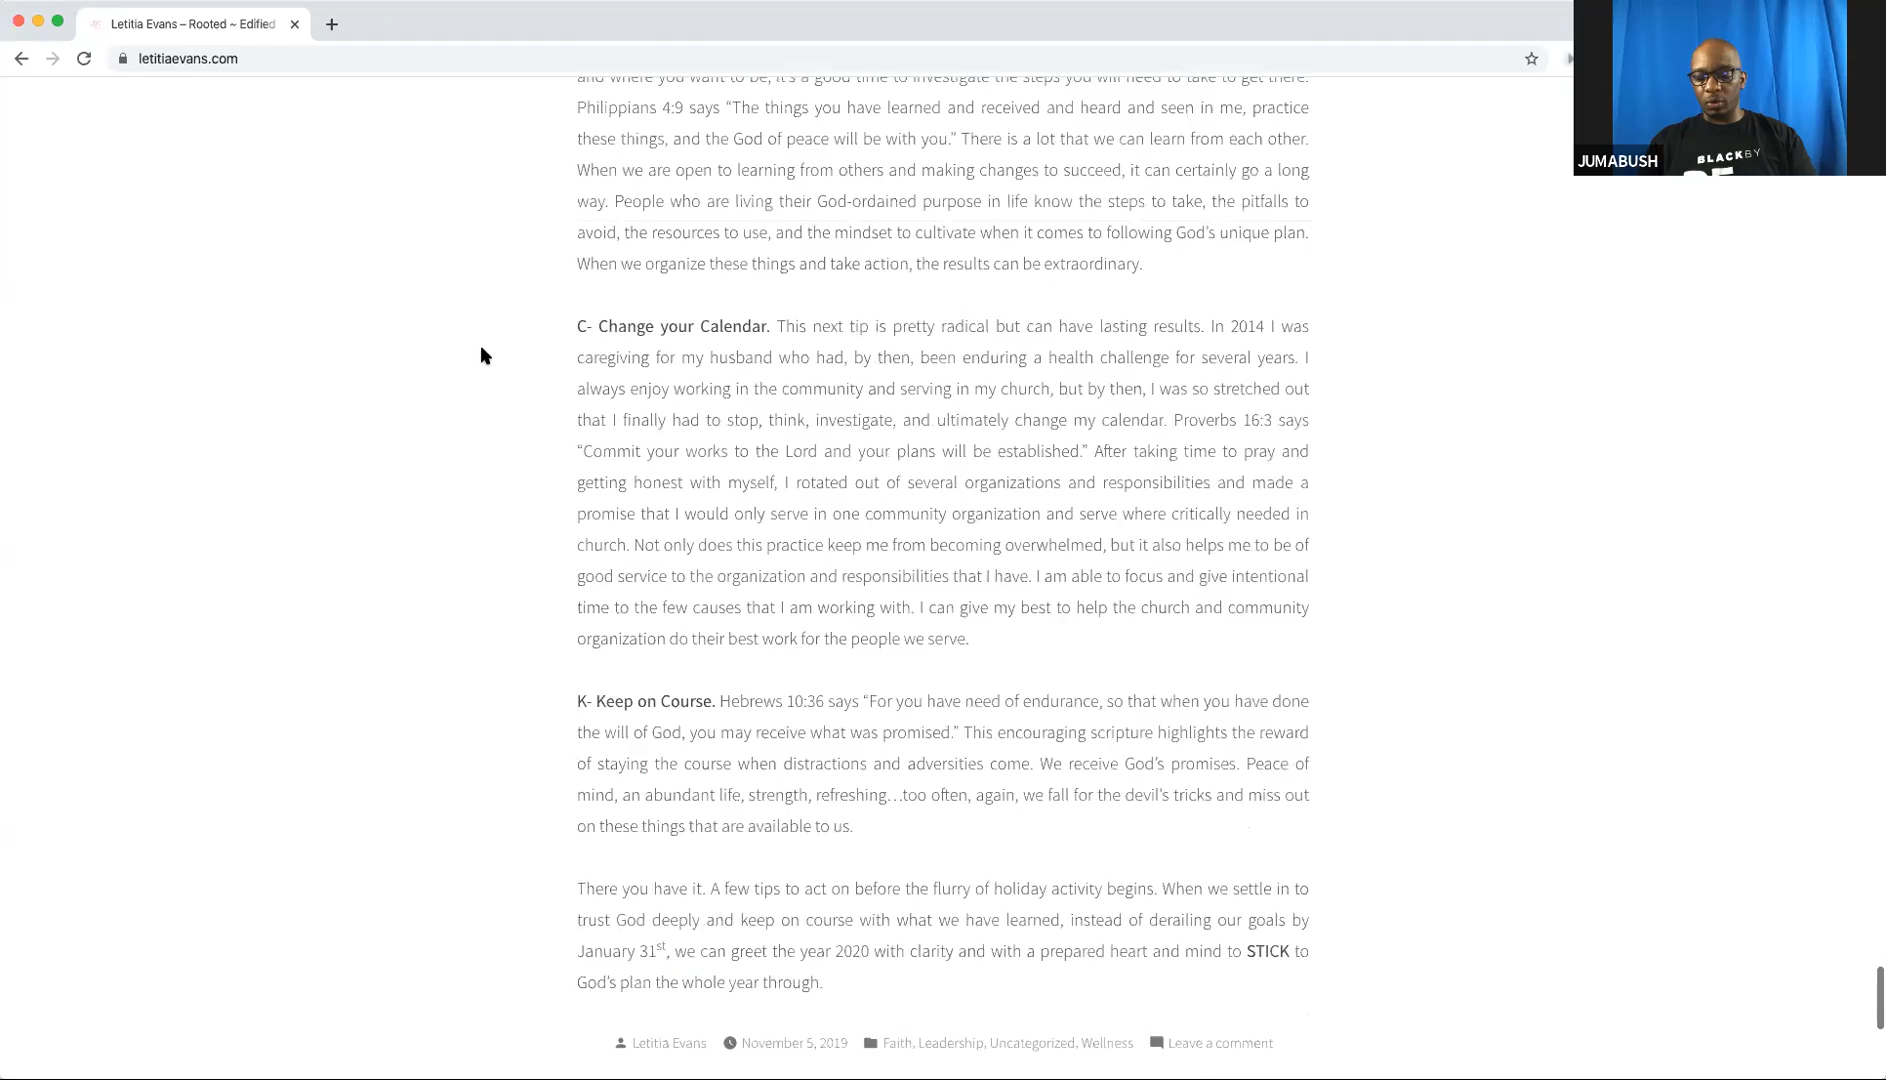 Letitia Evans – Rooted ~ Edified
letitiaevans.com
JUMABUSH
BLACKBY
and where you want to be, it's a good time to investigate the steps you will need to take to get there.
Philippians 4:9 says “The things you have learned and received and heard and seen in me, practice
these things, and the God of peace will be with you.” There is a lot that we can learn from each other.
When we are open to learning from others and making changes to succeed, it can certainly go a long
way. People who are living their God-ordained purpose in life know the steps to take, the pitfalls to
avoid, the resources to use, and the mindset to cultivate when it comes to following God’s unique plan.
When we organize these things and take action, the results can be extraordinary.
C- Change your Calendar. This next tip is pretty radical but can have lasting results. In 2014 I was
caregiving for my husband who had, by then, been enduring a health challenge for several years. I
always enjoy working in the community and serving in my church, but by then, I was so stretched out
that I finally had to stop, think, investigate, and ultimately change my calendar. Proverbs 16:3 says
“Commit your works to the Lord and your plans will be established.” After taking time to pray and
getting honest with myself, I rotated out of several organizations and responsibilities and made a
promise that I would only serve in one community organization and serve where critically needed in
church. Not only does this practice keep me from becoming overwhelmed, but it also helps me to be of
good service to the organization and responsibilities that I have. I am able to focus and give intentional
time to the few causes that I am working with. I can give my best to help the church and community
organization do their best work for the people we serve.
K- Keep on Course. Hebrews 10:36 says “For you have need of endurance, so that when you have done
the will of God, you may receive what was promised.” This encouraging scripture highlights the reward
of staying the course when distractions and adversities come. We receive God’s promises. Peace of
mind, an abundant life, strength, refreshing…too often, again, we fall for the devil’s tricks and miss out
on these things that are available to us.
There you have it. A few tips to act on before the flurry of holiday activity begins. When we settle in to
trust God deeply and keep on course with what we have learned, instead of derailing our goals by
January 31st, we can greet the year 2020 with clarity and with a prepared heart and mind to STICK to
God’s plan the whole year through.
Letitia Evans November 5, 2019 Faith, Leadership, Uncategorized, Wellness Leave a comment